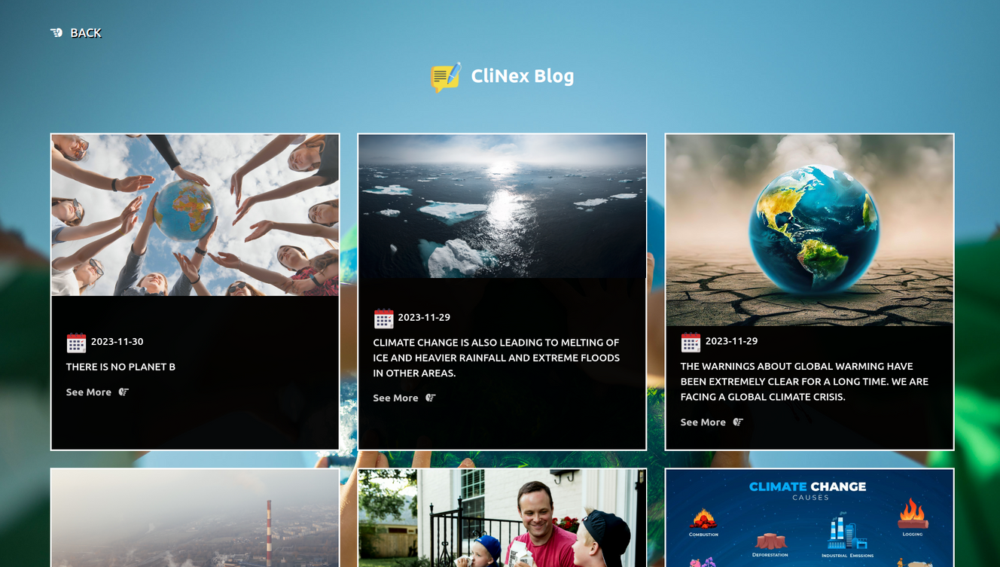 BACK
CliNex Blog
2023-11-30
THERE IS NO PLANET B
See More
2023-11-29
CLIMATE CHANGE IS ALSO LEADING TO MELTING OF
ICE AND HEAVIER RAINFALL AND EXTREME FLOODS
IN OTHER AREAS.
See More
2023-11-29
THE WARNINGS ABOUT GLOBAL WARMING HAVE
BEEN EXTREMELY CLEAR FOR A LONG TIME. WE ARE
FACING A GLOBAL CLIMATE CRISIS.
See More
CLIMATE CHANGE
CAUSES
COMBUSTION
DEFORESTATION
INDUSTRIAL EMISSIONS
LOGGING